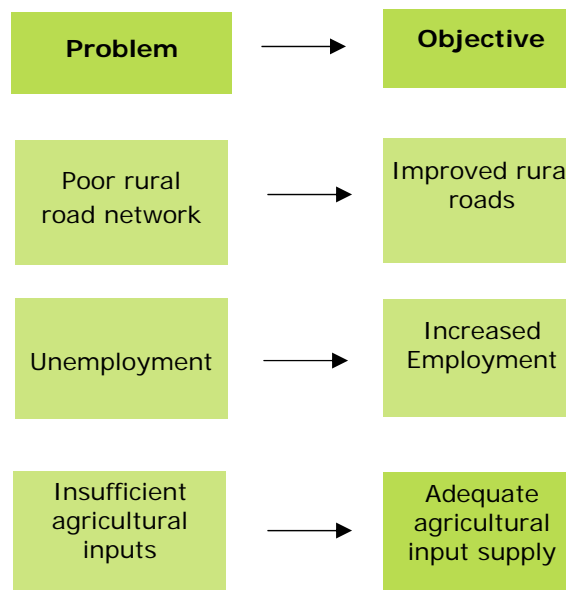 Problem
Objective
Poor rural
road network
Improved rura
roads
Unemployment
Increased
Employment
Insufficient
agricultural
inputs
Adequate
agricultural
input supply